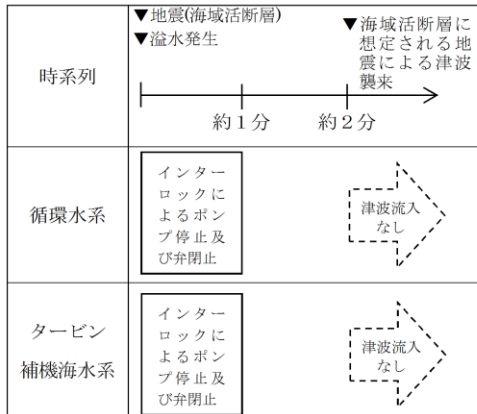 時系列
▼地震(海域活断層)
▼溢水発生
▼海域活断層に
想定される地
震による津波
襲来
約１分
約２分
循環水系
インター
ロックに
よるポン
プ停止及
び弁閉止
津波流入
なし
タービン
補機海水系
インター
ロックに
よるポン
プ停止及
び弁閉止
津波流入
なし